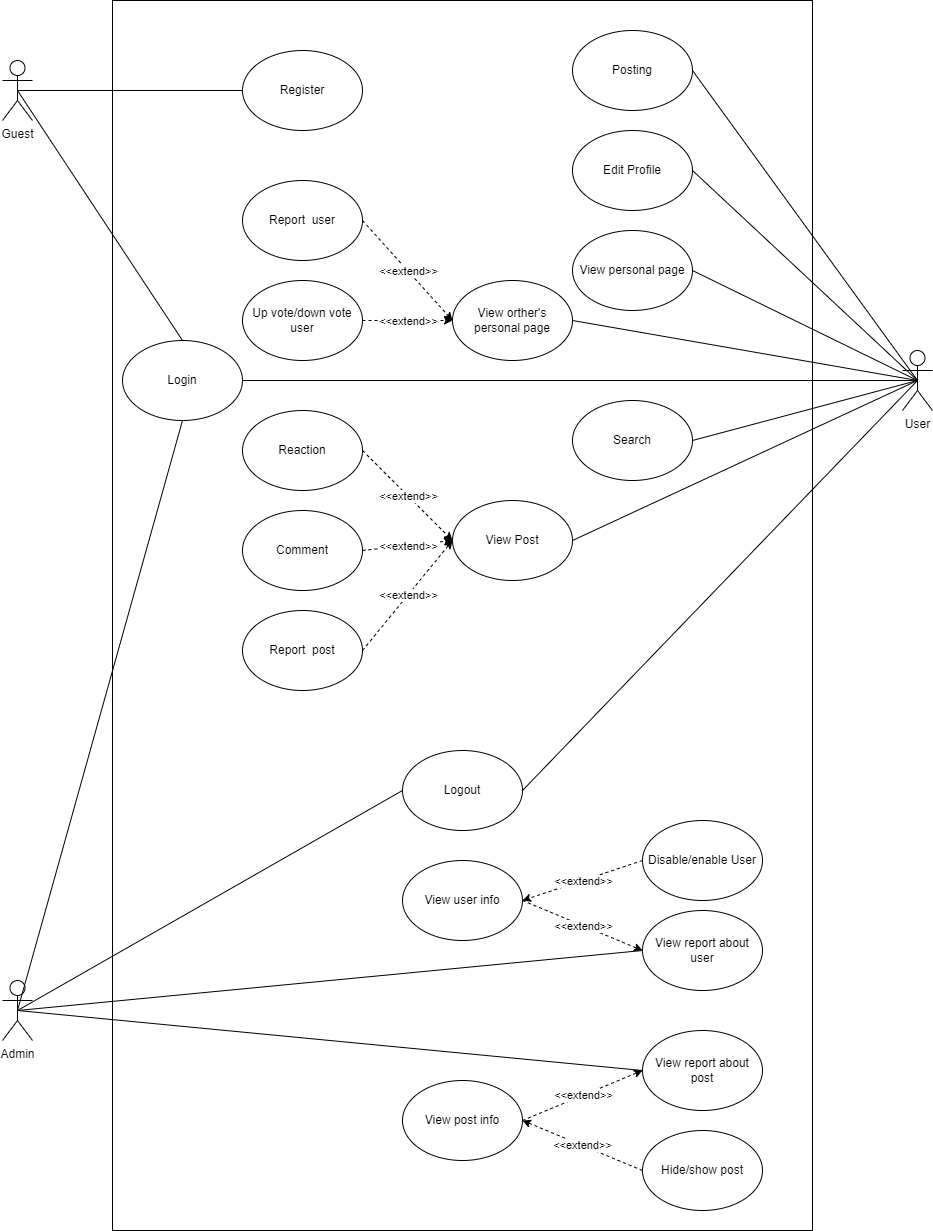 Posting
Guest
Register
Edit Profile
Report  user
<<extend>>
View personal page
Up vote/down vote
user
<<extend>>
View orther's
personal page
Login
User
Search
Reaction
<<extend>>
Comment
<<extend>>
View Post
<<extend>>
Report  post
Logout
Disable/enable User
<<extend>>
View user info
<<extend>>
View report about
user
Admin
View report about
post
<<extend>>
View post info
<<extend>>
Hide/show post